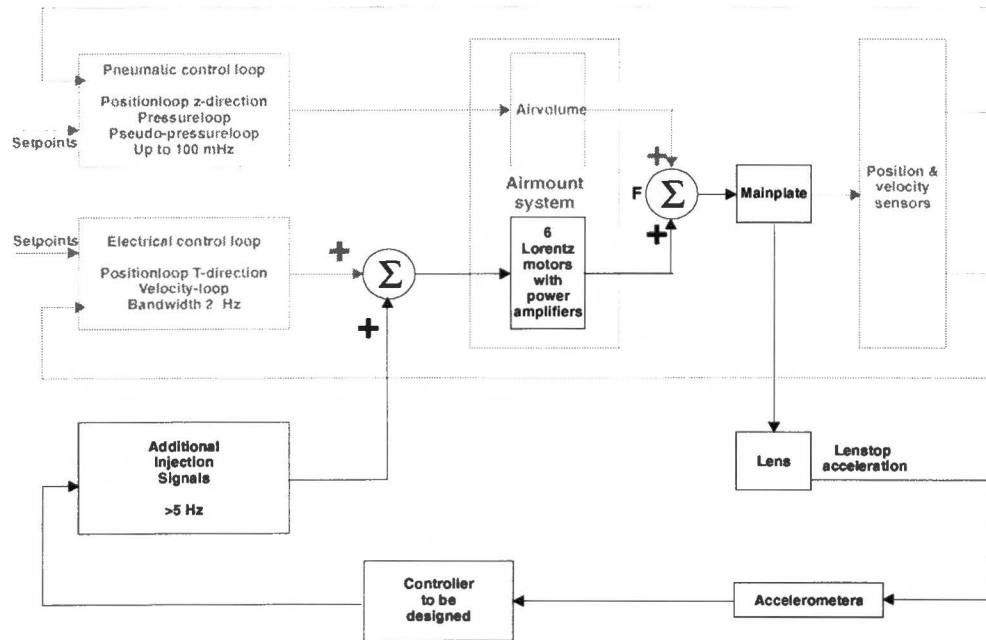 Pneumatic control loop
Positionloop z-direction
Pressureloop
Pseudo-pressureloop
Up to 100 mHz
Setpoints
Airvolume
Airmount
system
+
F
Σ
+
Mainplate
Position &
velocity
sensors
Setpoints
Electrical control loop
Positionloop T-direction
Velocity-loop
Bandwidth 2 Hz
+
Σ
+
6
Lorentz
motors
with
power
amplifiers
Additional
Injection
Signals
>5 Hz
Lens
Lenstop
acceleration
Controller
to be
designed
Accelerometera